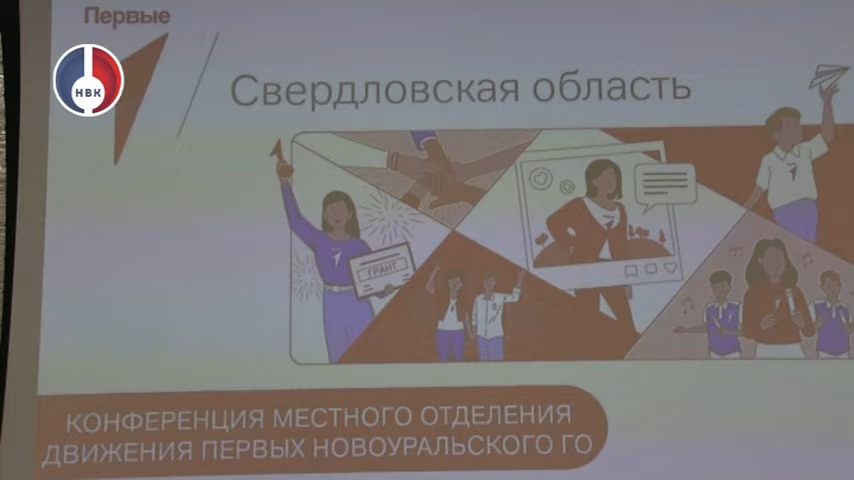 Первые
НВК
Свердловская область
ГРАНТ
КОНФЕРЕНЦИЯ МЕСТНОГО ОТДЕЛЕНИЯ
ДВИЖЕНИЯ ПЕРВЫХ НОВОУРАЛЬСКОГО ГО